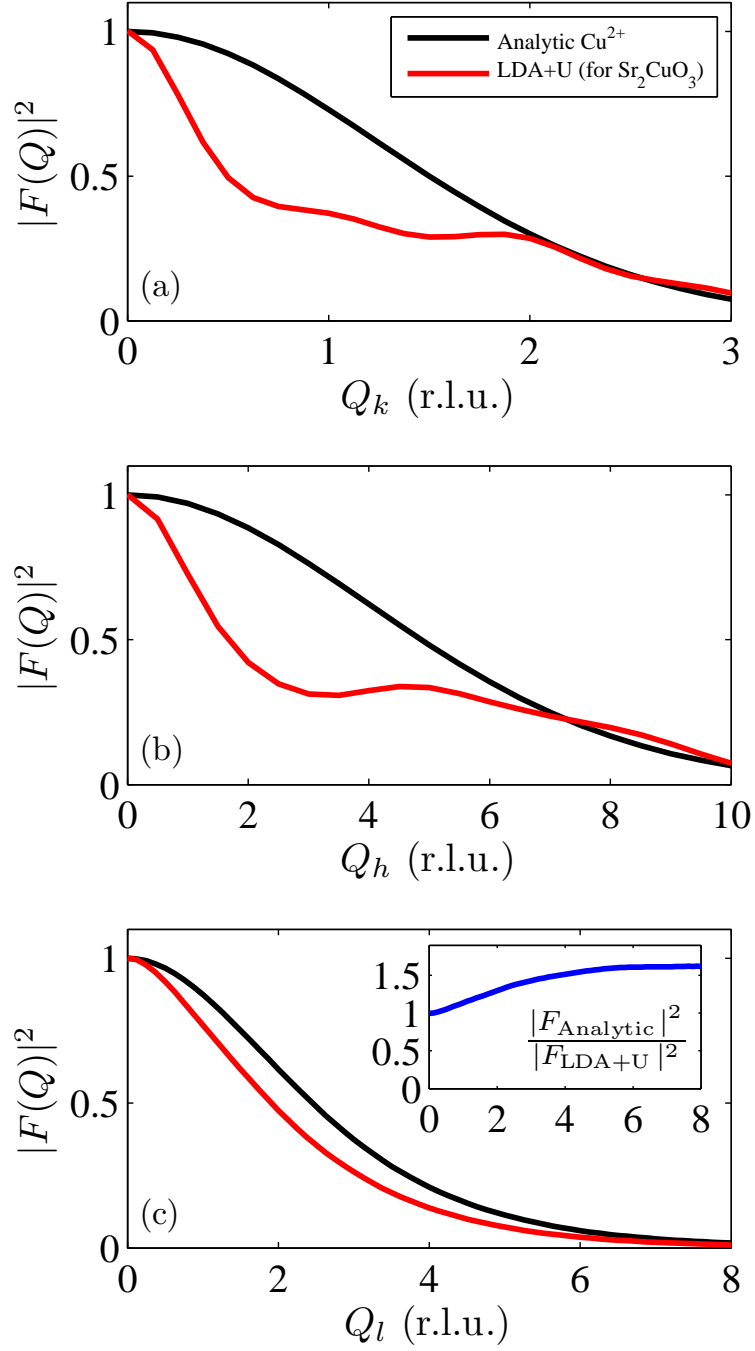 1
0.5
0
|F(Q)|²
Analytic Cu²⁺
LDA+U (for Sr₂CuO₃)
(a)
0 1 2 3
Qₖ (r.l.u.)
1
0.5
0
|F(Q)|²
(b)
0 2 4 6 8 10
Qₕ (r.l.u.)
1
0.5
0
|F(Q)|²
(c)
1.5
1
0.5
0
|F_Analytic|²
|F_LDA+U|²
0 2 4 6 8
0 2 4 6 8
Qₗ (r.l.u.)